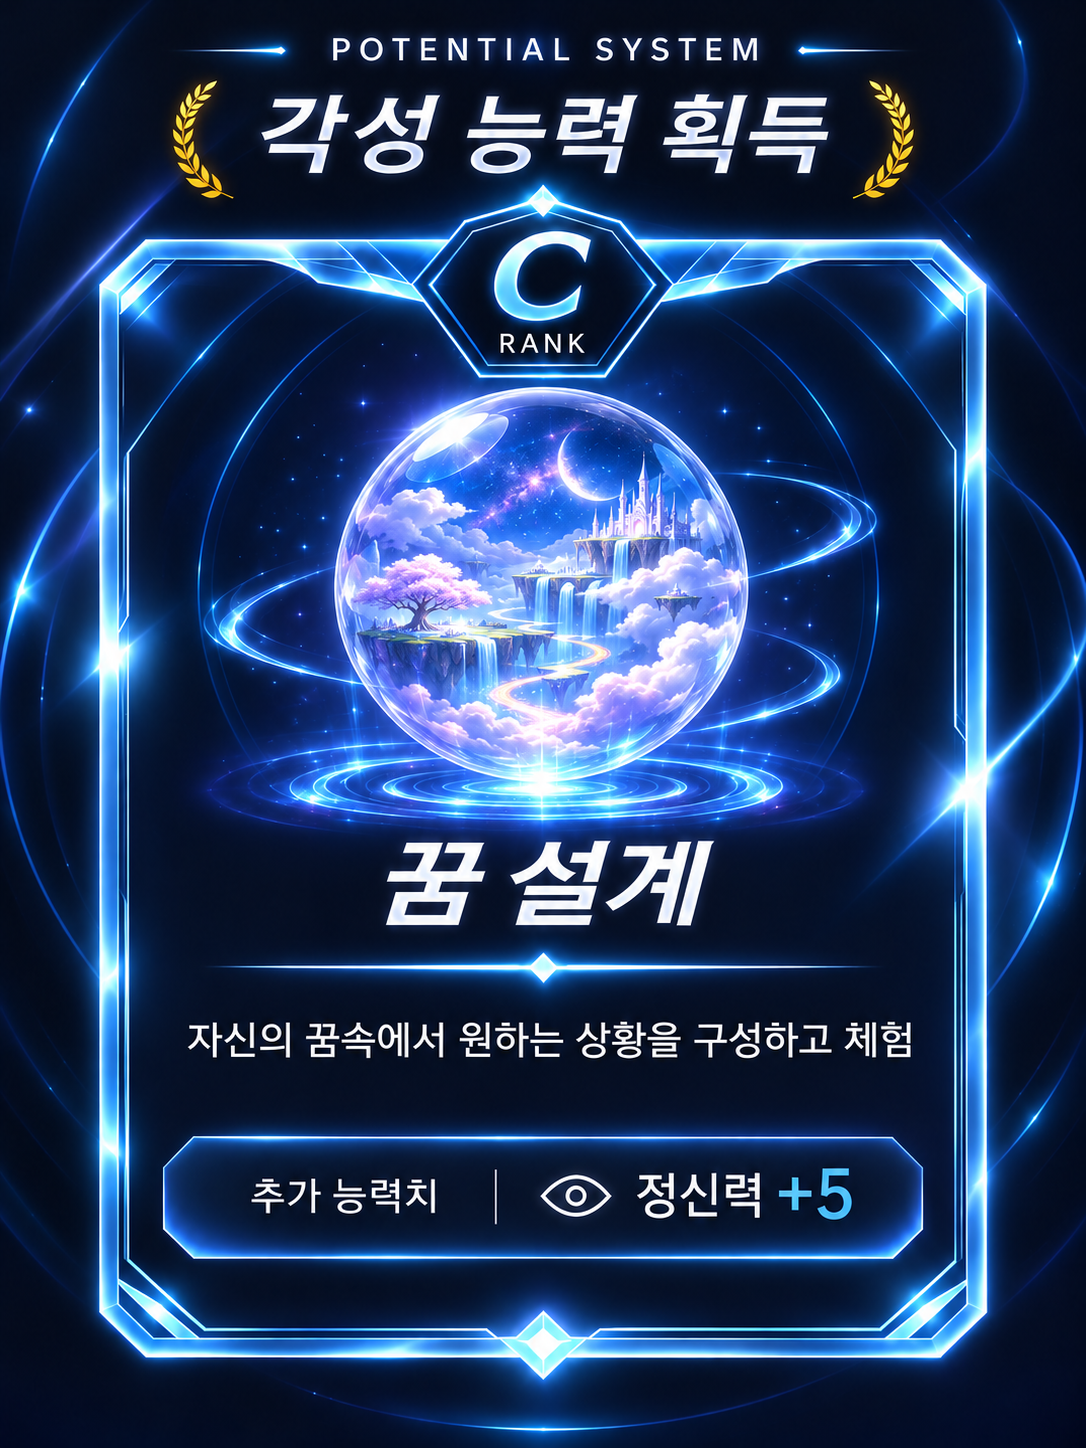 POTENTIAL SYSTEM
각성 능력 획득
C
RANK
꿈 설계
자신의 꿈속에서 원하는 상황을 구성하고 체험
추가 능력치 정신력 +5